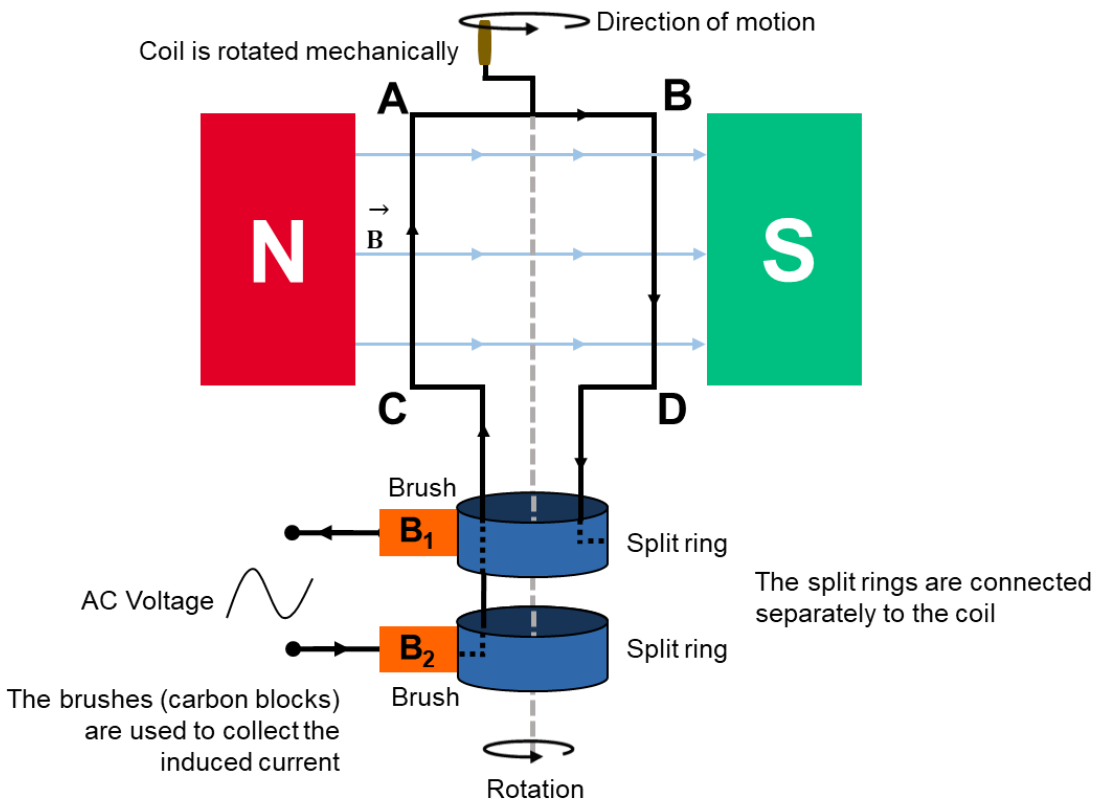 Direction of motion
Coil is rotated mechanically
A
B
N
S
B
C
D
Brush
B1
Split ring
AC Voltage
The split rings are connected
separately to the coil
B2
Split ring
Brush
The brushes (carbon blocks)
are used to collect the
induced current
Rotation